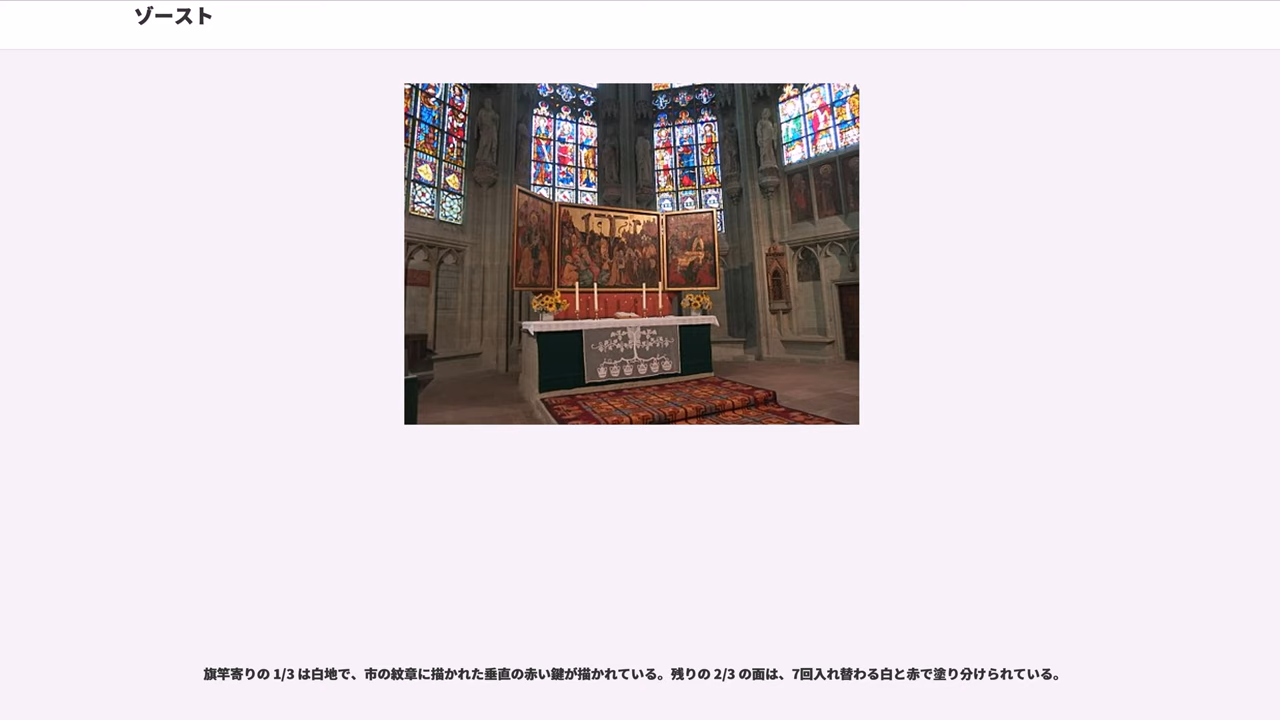 ゾースト
旗竿寄りの 1/3 は白地で、市の紋章に描かれた垂直の赤い鍵が描かれている。残りの 2/3 の面は、7回入れ替わる白と赤で塗り分けられている。